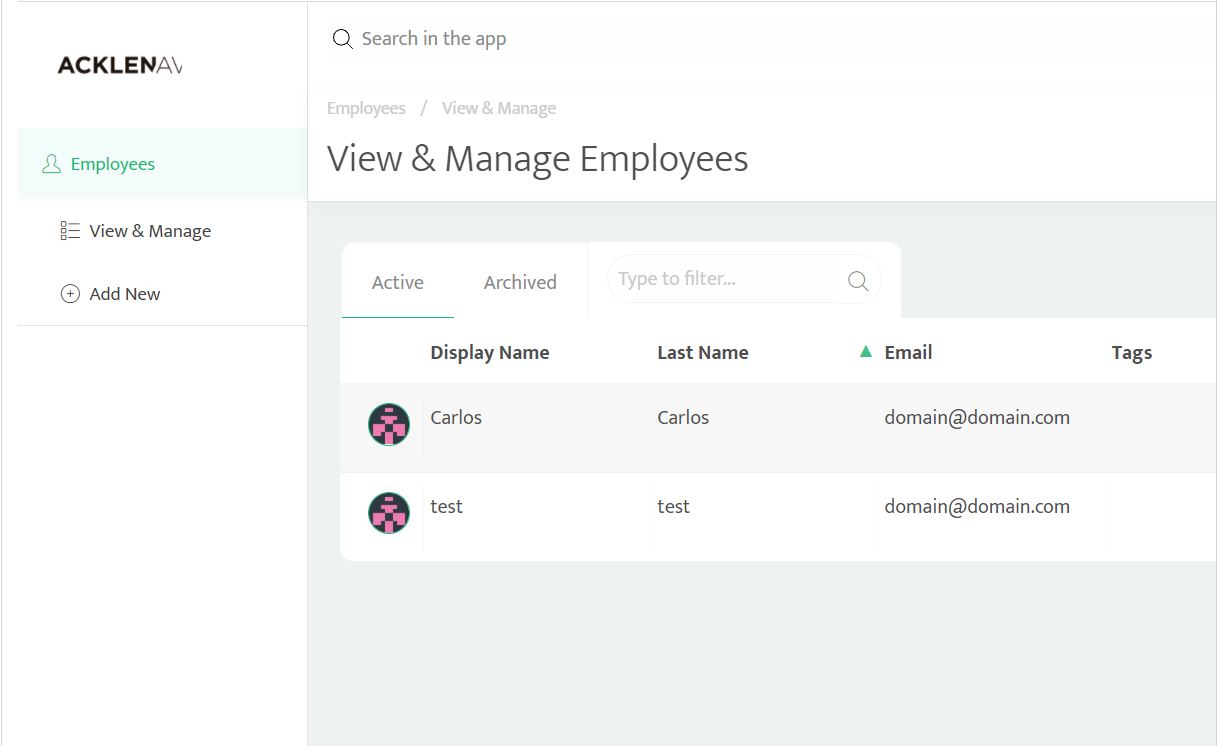 ACKLENAV
Search in the app
Employees / View & Manage
View & Manage Employees
Employees
View & Manage
Add New
Active Archived Type to filter...
Display Name Last Name ▲ Email Tags
Carlos Carlos domain@domain.com
test test domain@domain.com